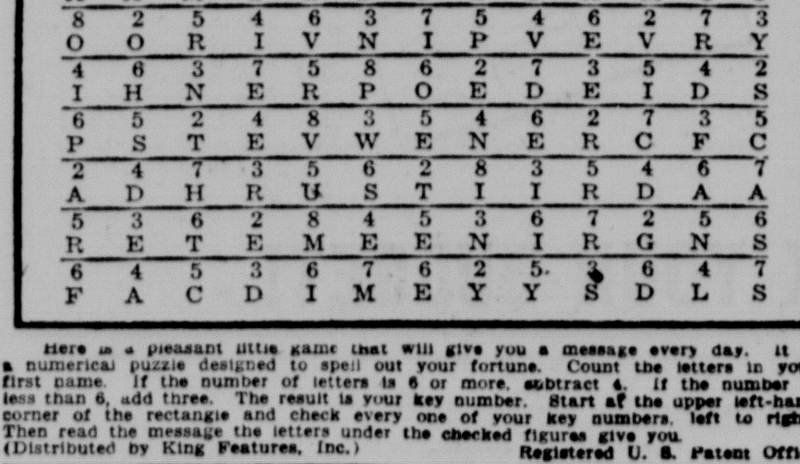 8 2 5 4 6 3 7 5 4 6 2 7 3
O O R I V N I P V E V R Y
4 6 3 7 5 8 6 2 7 3 5 4 2
I H N E R P O E D E I D S
6 5 2 4 8 3 5 4 6 2 7 3 5
P S T E V W E N E R C F C
2 4 7 3 5 6 2 8 3 5 4 6 7
A D H R U S T I I R D A A
5 3 6 2 8 4 5 3 6 7 2 5 6
R E T E M E E N I R G N S
6 4 5 3 6 7 6 2 5 3 6 4 7
F A C D I M E Y Y S D L S
Here is a pleasant little game that will give you a message every day. It
a numerical puzzle designed to spell out your fortune. Count the letters in
first name. If the number of letters is 6 or more, subtract 4. If the number
less than 6, add three. The result is your key number. Start at the upper left-
corner of the rectangle and check every one of your key numbers, left to
Then read the message the letters under the checked figures give you.
(Distributed by King Features, Inc.) Registered U. S. Patent